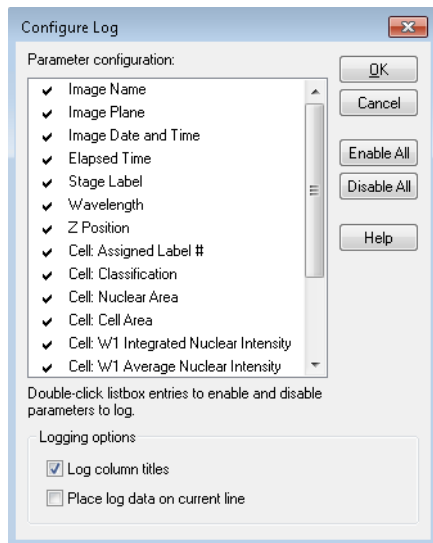 Configure Log
Parameter configuration:
Image Name
Image Plane
Image Date and Time
Elapsed Time
Stage Label
Wavelength
Z Position
Cell: Assigned Label #
Cell: Classification
Cell: Nuclear Area
Cell: Cell Area
Cell: W1 Integrated Nuclear Intensity
Cell: W1 Average Nuclear Intensity
OK
Cancel
Enable All
Disable All
Help
Double-click listbox entries to enable and disable
parameters to log.
Logging options
Log column titles
Place log data on current line